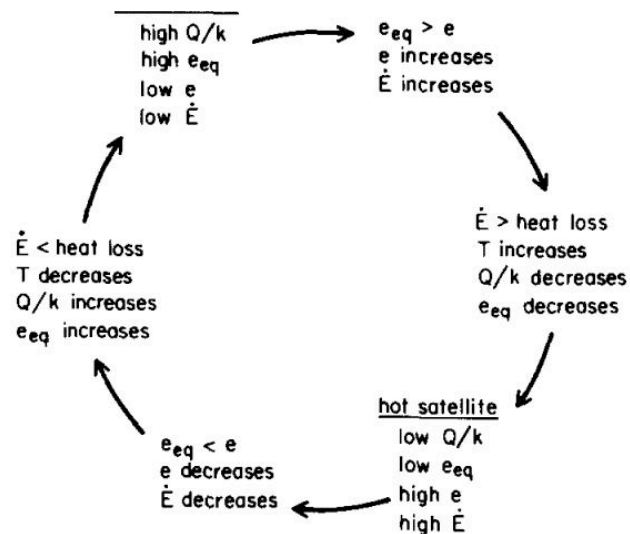 high Q/k
high e_eq
low e
low Ė
e_eq > e
e increases
Ė increases
Ė > heat loss
T increases
Q/k decreases
e_eq decreases
hot satellite
low Q/k
low e_eq
high e
high Ė
e_eq < e
e decreases
Ė decreases
Ė < heat loss
T decreases
Q/k increases
e_eq increases